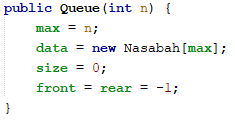 public Queue(int n) {
    max = n;
    data = new Nasabah[max];
    size = 0;
    front = rear = -1;
}